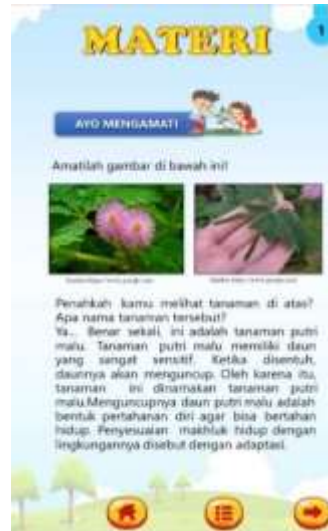 MATERI
1
AYO MENGAMATI
Amatilah gambar di bawah ini!
Penahkah kamu melihat tanaman di atas?
Apa nama tanaman tersebut?
Ya... Benar sekali, ini adalah tanaman putri
malu. Tanaman putri malu memiliki daun
yang sangat sensitif. Ketika disentuh,
daunnya akan menguncup. Oleh karena itu,
tanaman ini dinamakan tanaman putri
malu.Menguncupnya daun putri malu adalah
bentuk pertahanan diri agar bisa bertahan
hidup. Penyesuaian makhluk hidup dengan
lingkungannya disebut dengan adaptasi.